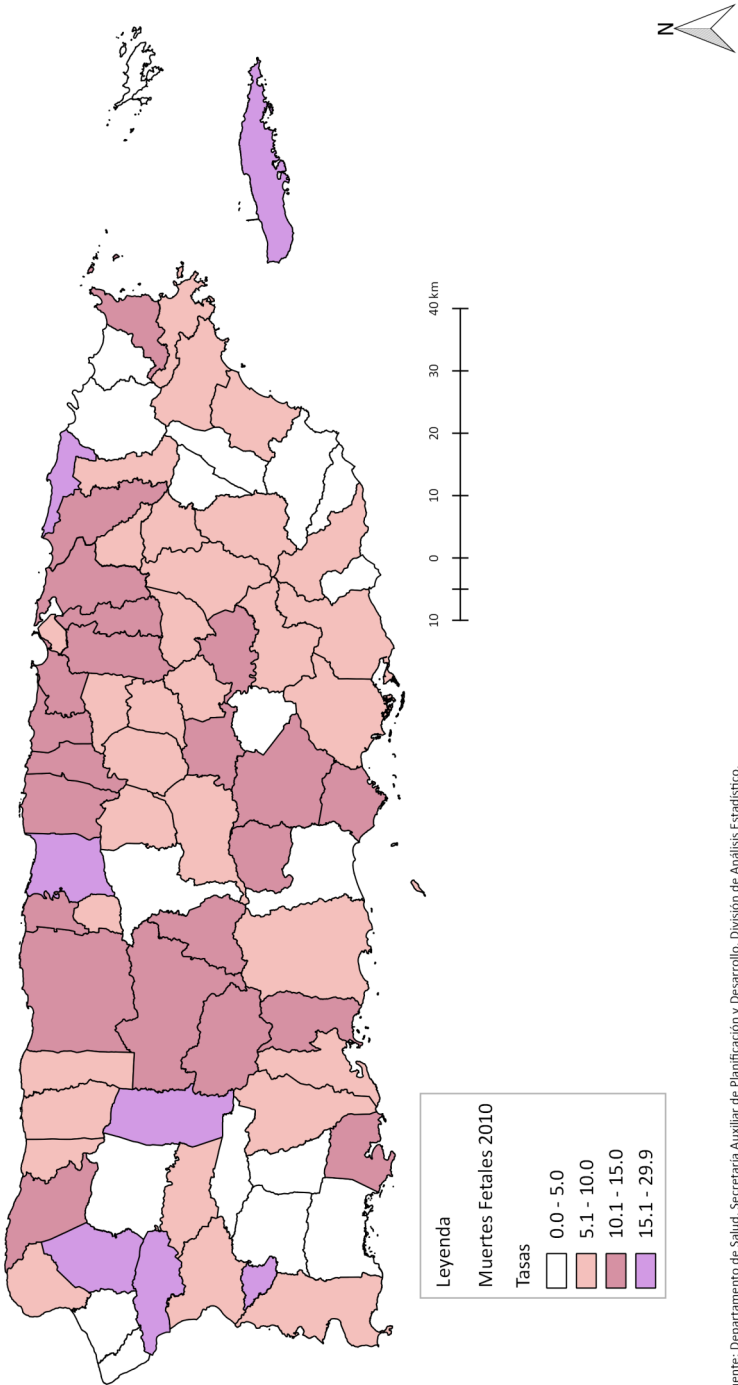 N
10 0 10 20 30 40 km
Leyenda
Muertes Fetales 2010
Tasas
0.0 - 5.0
5.1 - 10.0
10.1 - 15.0
15.1 - 29.9
uente: Departamento de Salud, Secretaría Auxiliar de Planificación y Desarrollo, División de Análisis Estadístico.